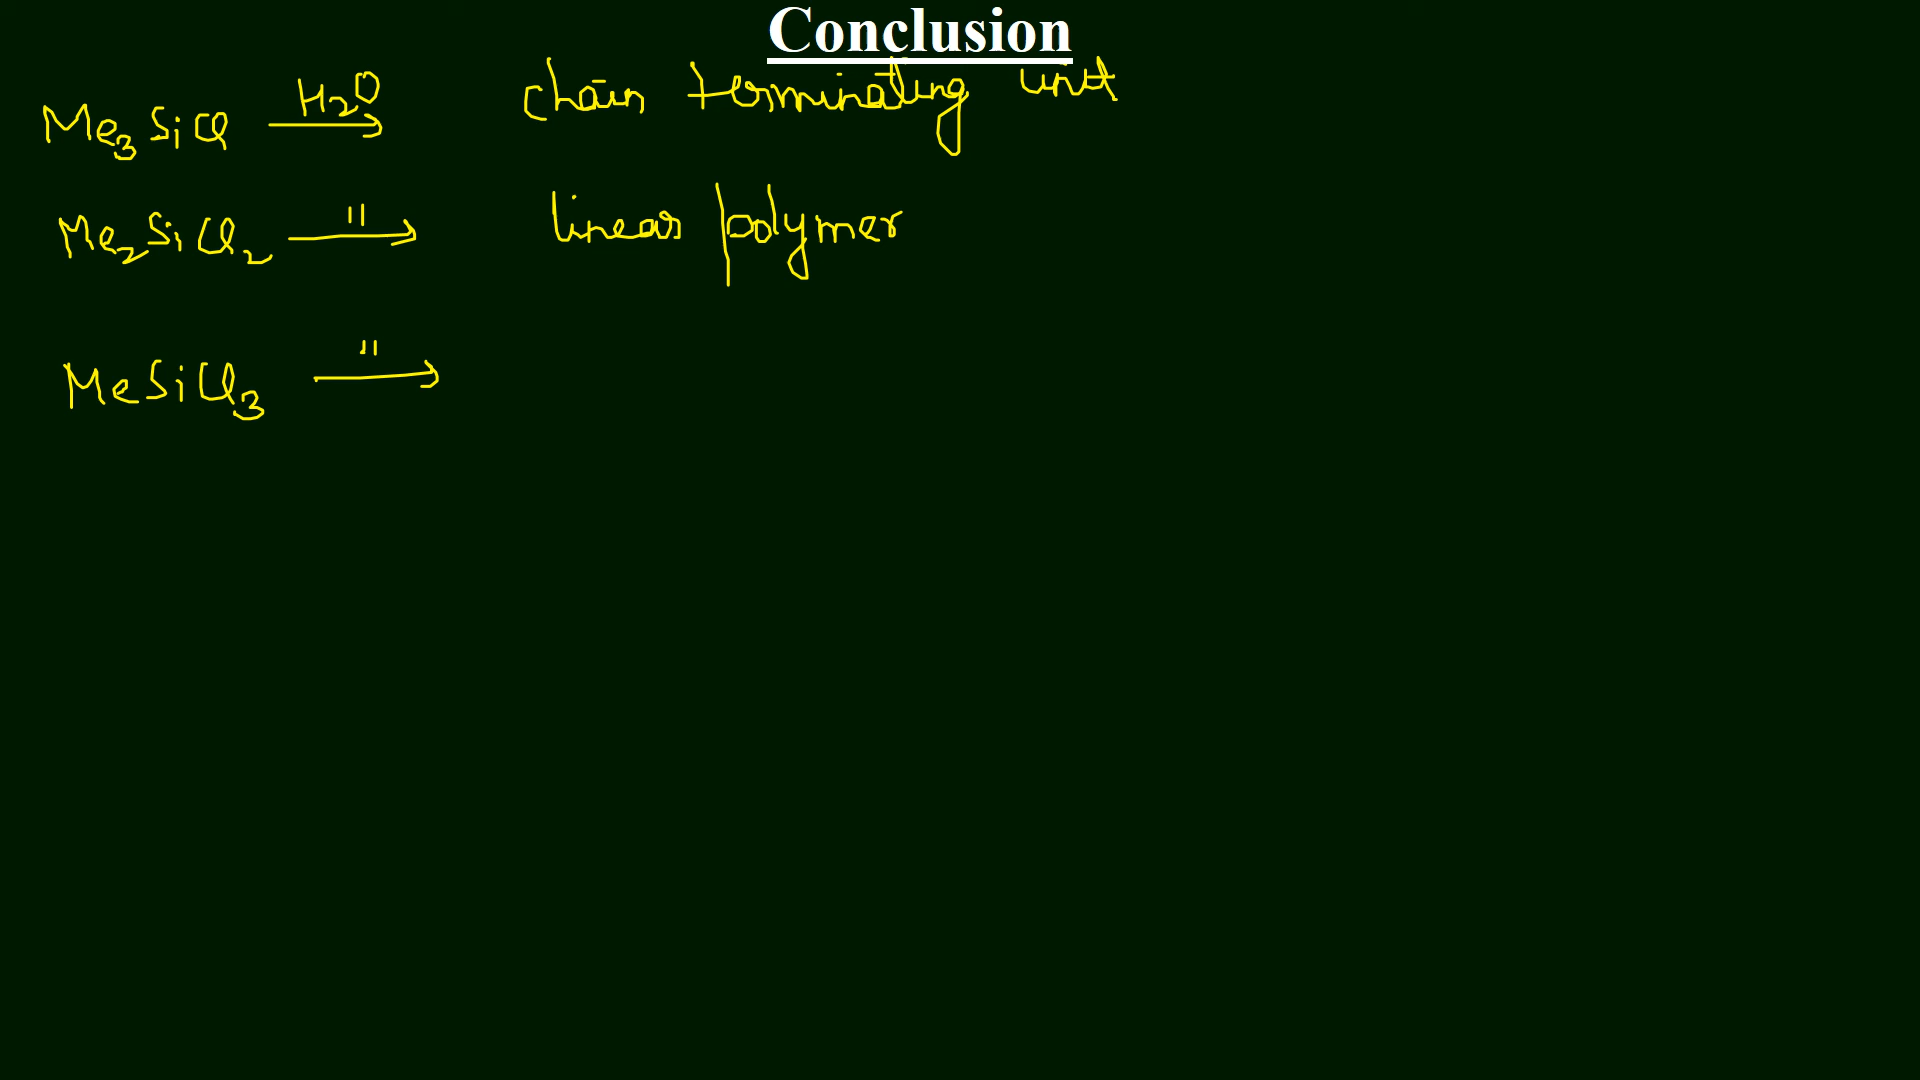 Conclusion
Me3SiCl H2O → chain terminating unit
Me2SiCl2 " → linear polymer
MeSiCl3 " →